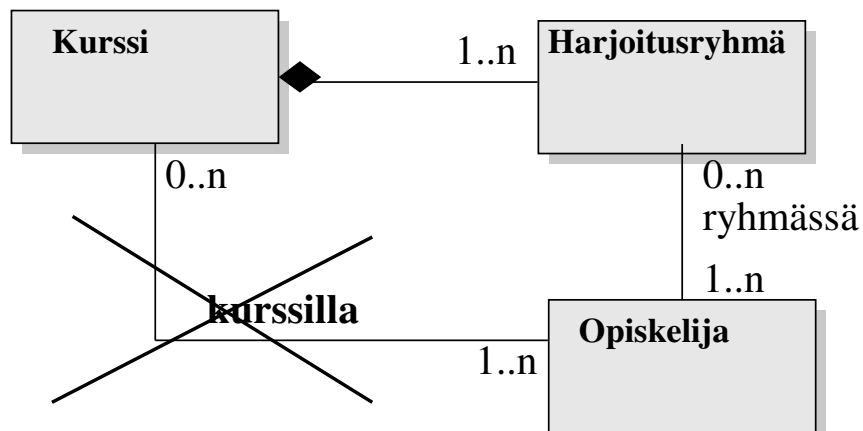 Kurssi
1..n
Harjoitusryhmä
0..n
0..n
ryhmässä
1..n
kurssilla
Opiskelija
1..n